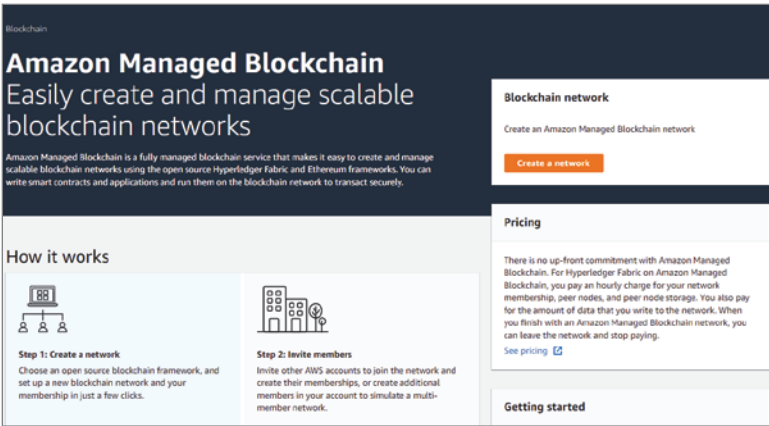 Blockchain
Amazon Managed Blockchain
Easily create and manage scalable
blockchain networks
Amazon Managed Blockchain is a fully managed blockchain service that makes it easy to create and manage
scalable blockchain networks using the open source Hyperledger Fabric and Ethereum frameworks. You can
write smart contracts and applications and run them on the blockchain network to transact securely.
Blockchain network
Create an Amazon Managed Blockchain network
Create a network
Pricing
There is no up-front commitment with Amazon Managed
Blockchain. For Hyperledger Fabric on Amazon Managed
Blockchain, you pay an hourly charge for your network
membership, peer nodes, and peer node storage. You also pay
for the amount of data that you write to the network. When
you finish with an Amazon Managed Blockchain network, you
can leave the network and stop paying.
See pricing
Getting started
How it works
Step 1: Create a network
Choose an open source blockchain framework, and
set up a new blockchain network and your
membership in just a few clicks.
Step 2: Invite members
Invite other AWS accounts to join the network and
create their memberships, or create additional
members in your account to simulate a multi-
member network.